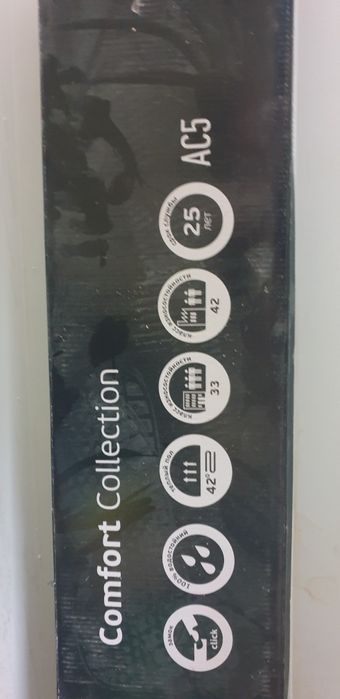 Comfort Collection
замок
click
100% водостойкий
теплый пол
42°
класс износостойкости
33
класс износостойкости
42
срок службы
25
лет
AC5